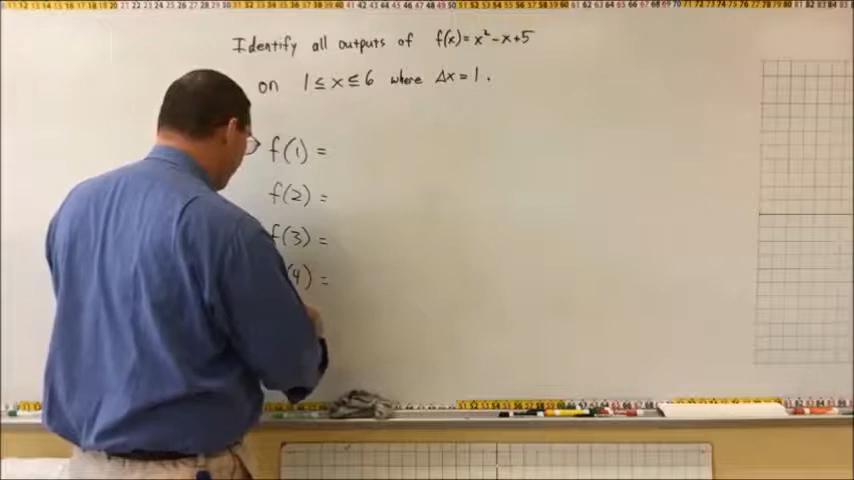 Identify all outputs of f(x)=x²-x+5
on 1≤x≤6 where Δx=1.
f(1) =
f(2) =
f(3) =
(4) =